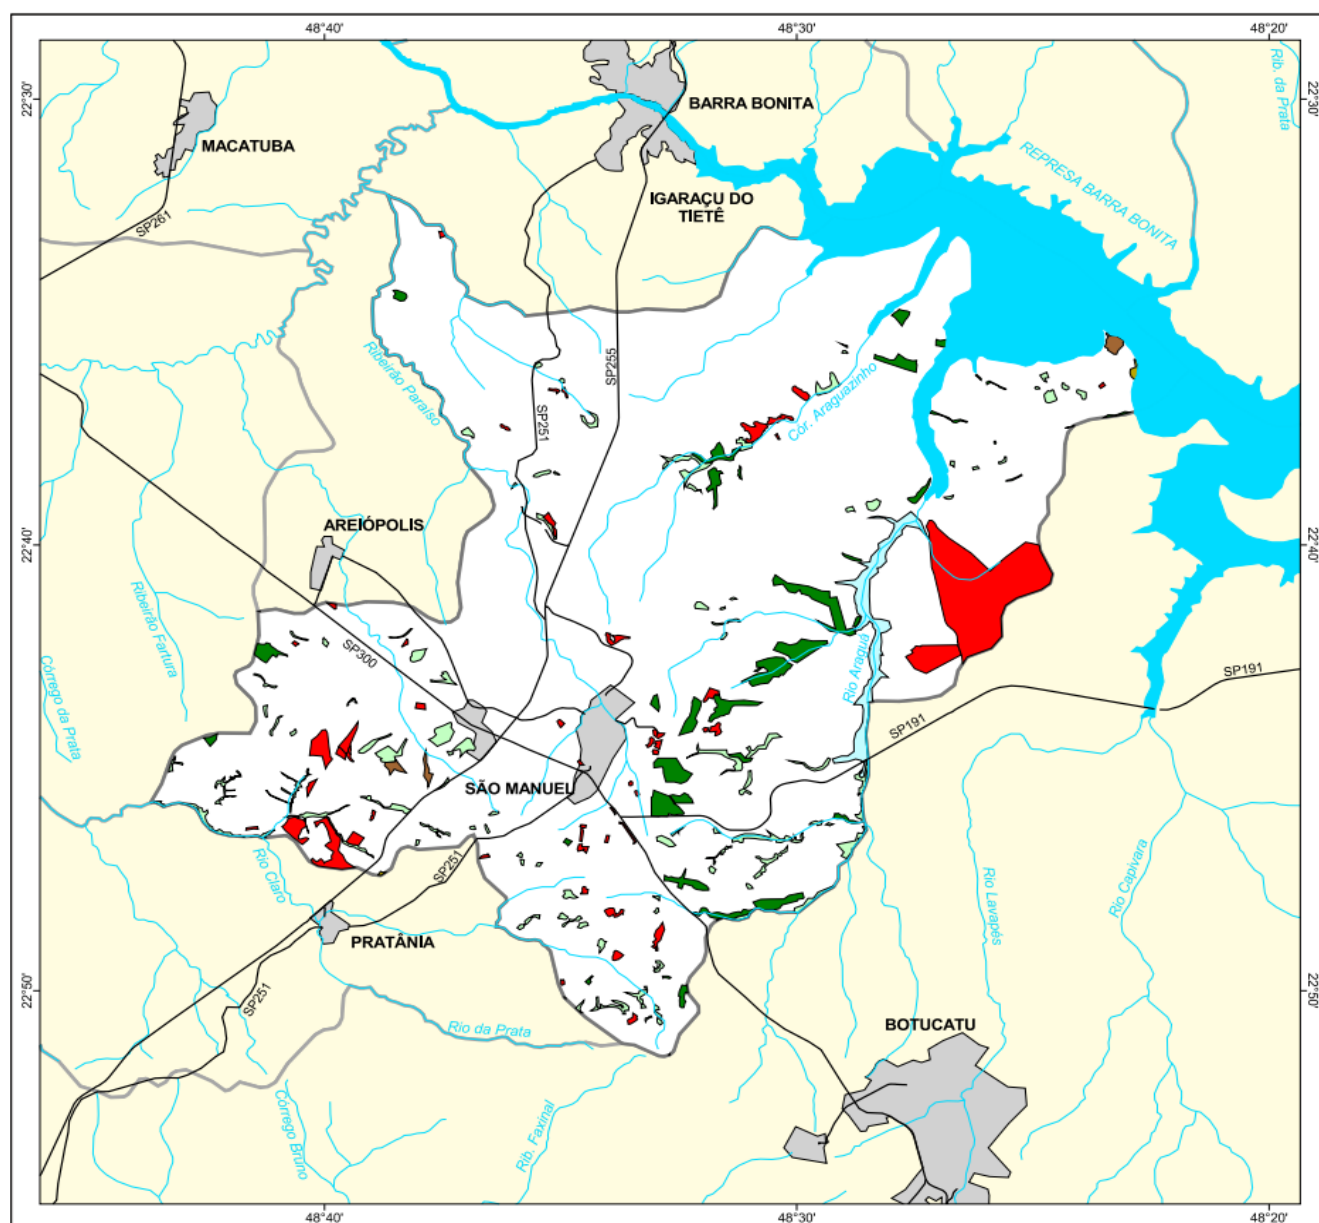 48°40'
48°30'
48°20'
22°30'
22°30'
Rib. da Prata
BARRA BONITA
MACATUBA
REPRESA BARRA BONITA
IGARAÇU DO
TIETÊ
SP261
Ribeirão Paraíso
SP255
SP251
Cór. Araguazinho
AREIÓPOLIS
22°40'
22°40'
Ribeirão Fartura
SP300
Rio Araguá
Córrego da Prata
SP191
SP191
SÃO MANUEL
SP251
Rio Claro
Rio Lavapés
Rio Capivara
PRATÂNIA
SP251
22°50'
22°50'
Rio da Prata
BOTUCATU
Córrego Bruno
Rib. Faxinal
48°40'
48°30'
48°20'